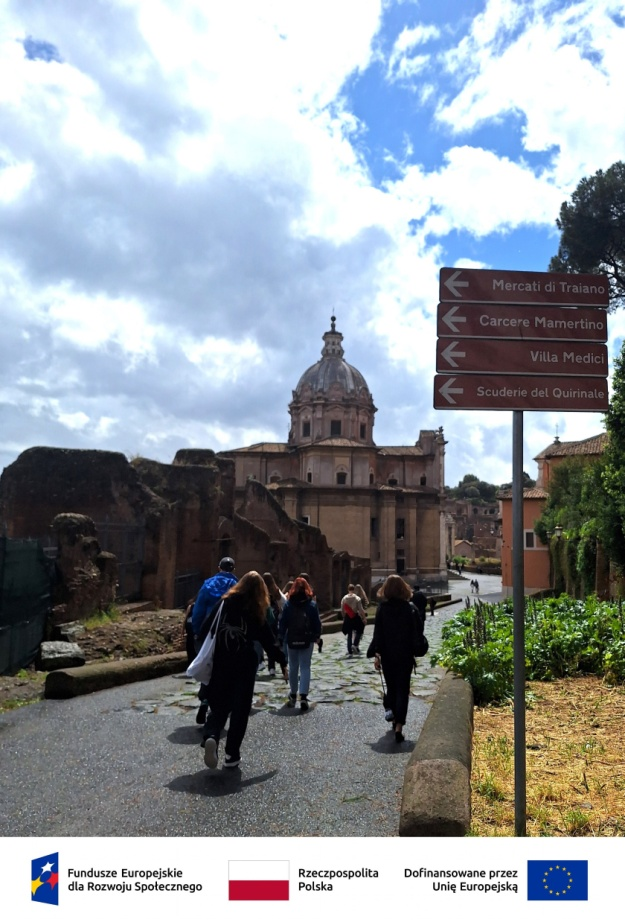 Mercati di Traiano
Carcere Mamertino
Villa Medici
Scuderie del Quirinale
Fundusze Europejskie
dla Rozwoju Społecznego
Rzeczpospolita
Polska
Dofinansowane przez
Unię Europejską